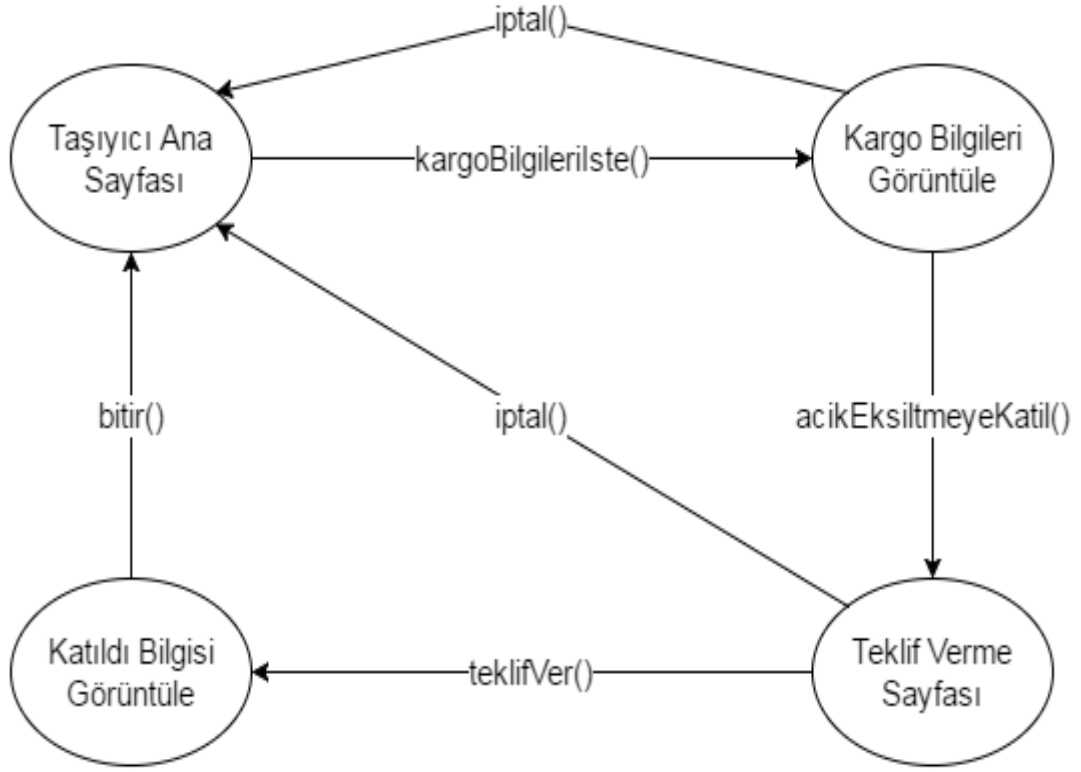 iptal()
Taşıyıcı Ana
Sayfası
kargoBilgileriIste()
Kargo Bilgileri
Görüntüle
bitir()
iptal()
acikEksiltmeyeKatil()
Katıldı Bilgisi
Görüntüle
teklifVer()
Teklif Verme
Sayfası